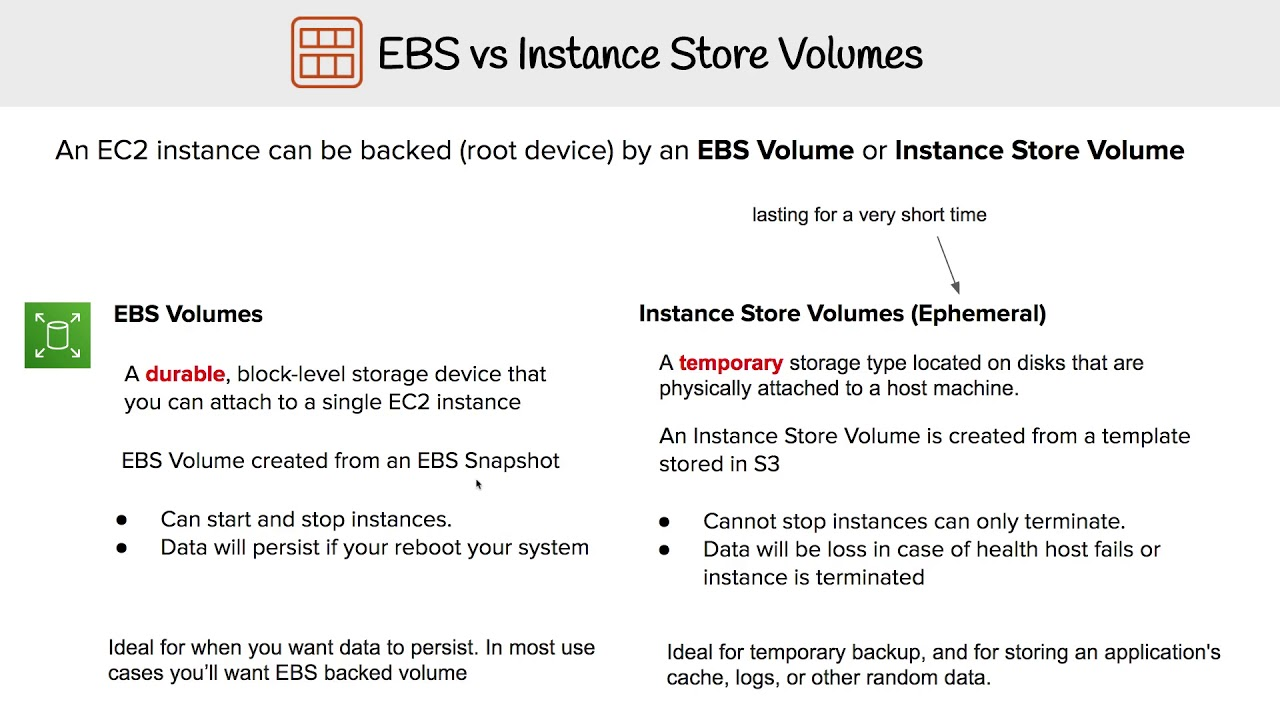 EBS vs Instance Store Volumes
An EC2 instance can be backed (root device) by an EBS Volume or Instance Store Volume
lasting for a very short time
EBS Volumes
A durable, block-level storage device that
you can attach to a single EC2 instance
EBS Volume created from an EBS Snapshot
● Can start and stop instances.
● Data will persist if your reboot your system
Ideal for when you want data to persist. In most use
cases you’ll want EBS backed volume
Instance Store Volumes (Ephemeral)
A temporary storage type located on disks that are
physically attached to a host machine.
An Instance Store Volume is created from a template
stored in S3
● Cannot stop instances can only terminate.
● Data will be loss in case of health host fails or
instance is terminated
Ideal for temporary backup, and for storing an application's
cache, logs, or other random data.